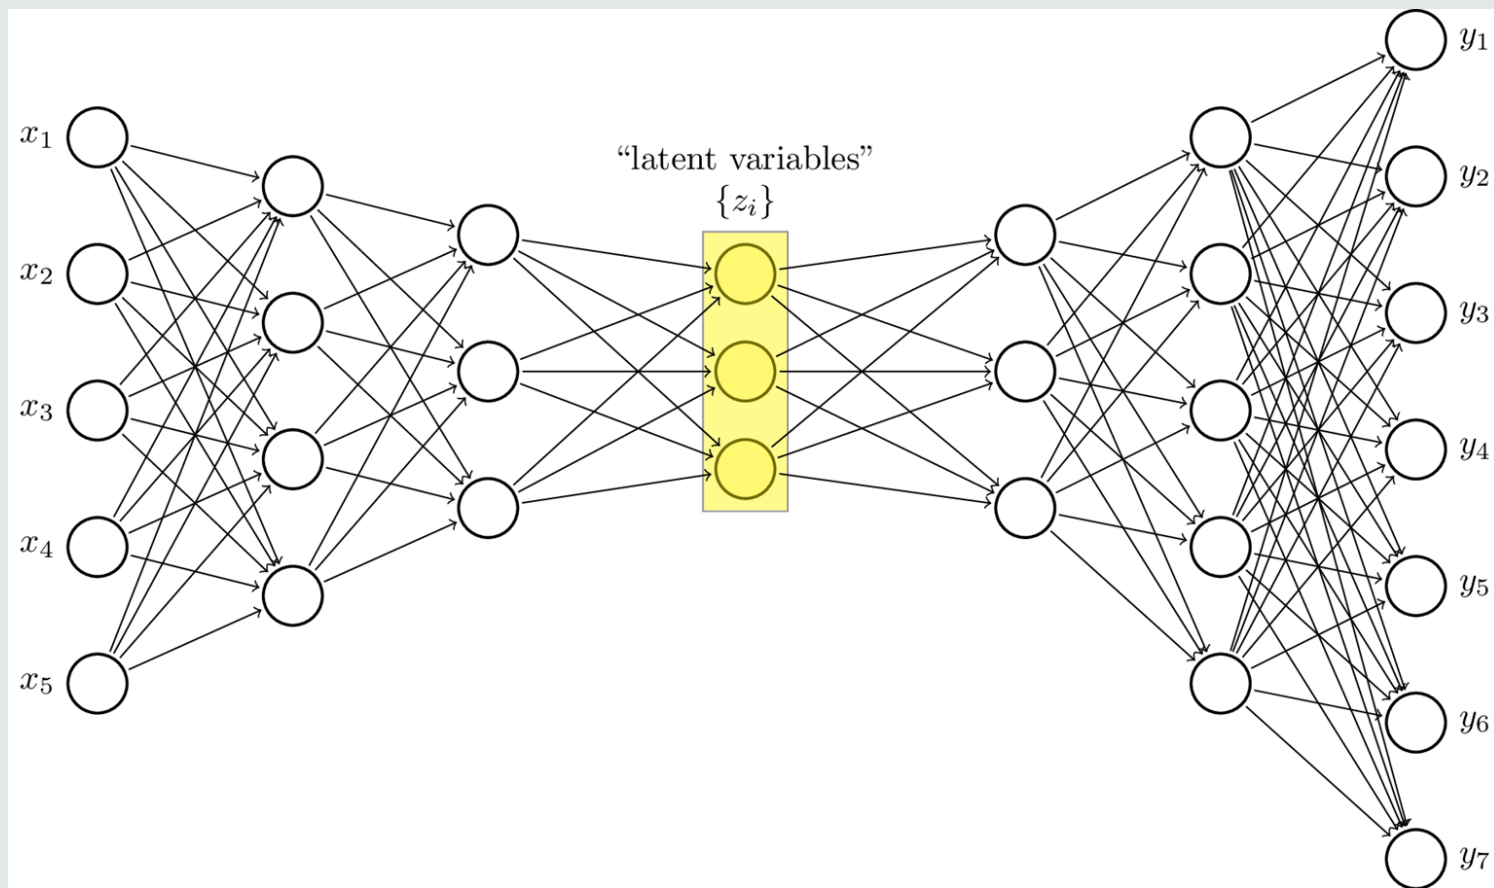 x₁
x₂
x₃
x₄
x₅
“latent variables”
{zᵢ}
y₁
y₂
y₃
y₄
y₅
y₆
y₇